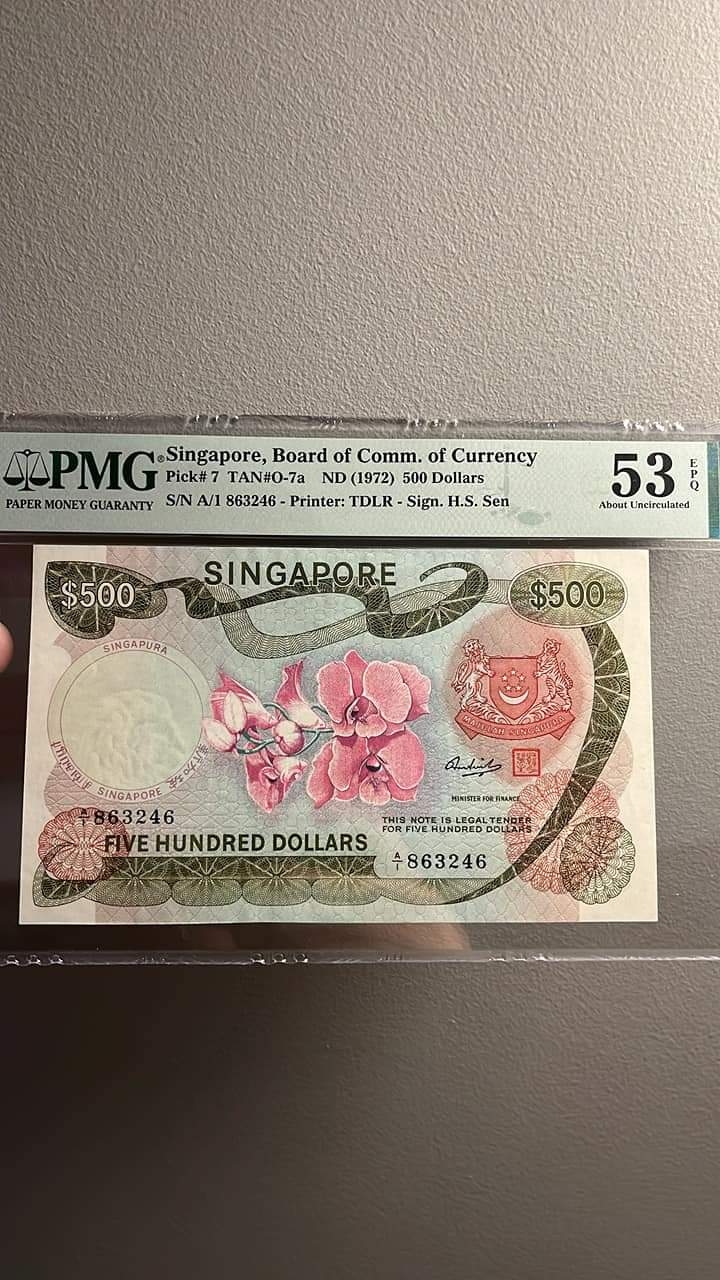 PMG®
PAPER MONEY GUARANTY
Singapore, Board of Comm. of Currency
Pick# 7 TAN#O-7a ND (1972) 500 Dollars
S/N A/1 863246 - Printer: TDLR - Sign. H.S. Sen
53
EPQ
About Uncirculated
$500
SINGAPORE
$500
SINGAPURA
SINGAPORE
MAJULAH SINGAPURA
MINISTER FOR FINANCE
A/1 863246
THIS NOTE IS LEGAL TENDER
FOR FIVE HUNDRED DOLLARS
FIVE HUNDRED DOLLARS
A/1 863246